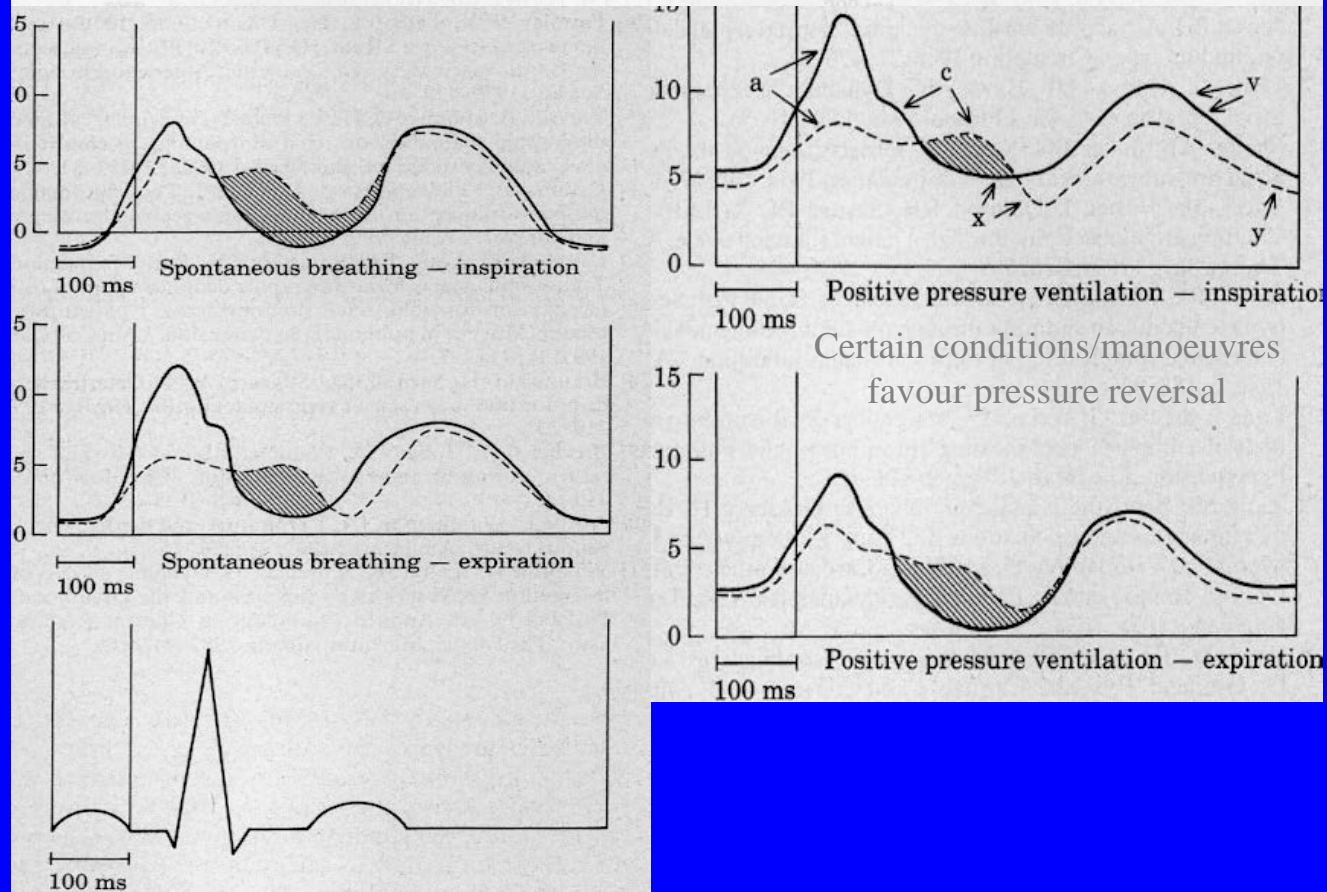 5
0
5
0
100 ms
Spontaneous breathing — inspiration
5
0
5
0
100 ms
Spontaneous breathing — expiration
100 ms
15
10
5
0
a
c
v
x
y
100 ms
Positive pressure ventilation — inspiration
Certain conditions/manoeuvres
favour pressure reversal
15
10
5
0
100 ms
Positive pressure ventilation — expiration